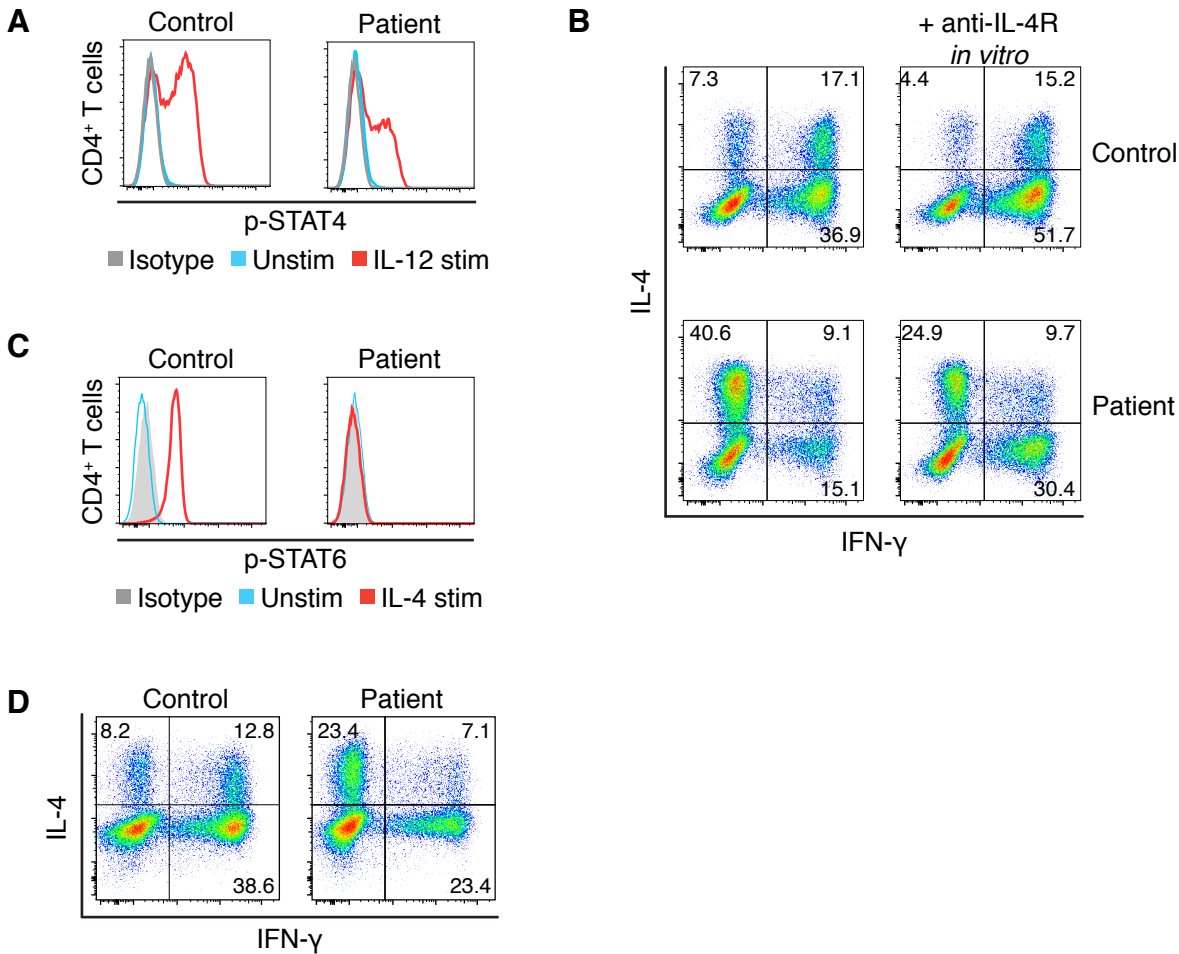 A
Control
Patient
CD4⁺ T cells
p-STAT4
Isotype Unstim IL-12 stim
B
+ anti-IL-4R
in vitro
7.3 17.1
36.9
4.4 15.2
51.7
Control
40.6 9.1
15.1
24.9 9.7
30.4
Patient
IL-4
IFN-γ
C
Control
Patient
CD4⁺ T cells
p-STAT6
Isotype Unstim IL-4 stim
D
Control
Patient
8.2 12.8
38.6
23.4 7.1
23.4
IL-4
IFN-γ